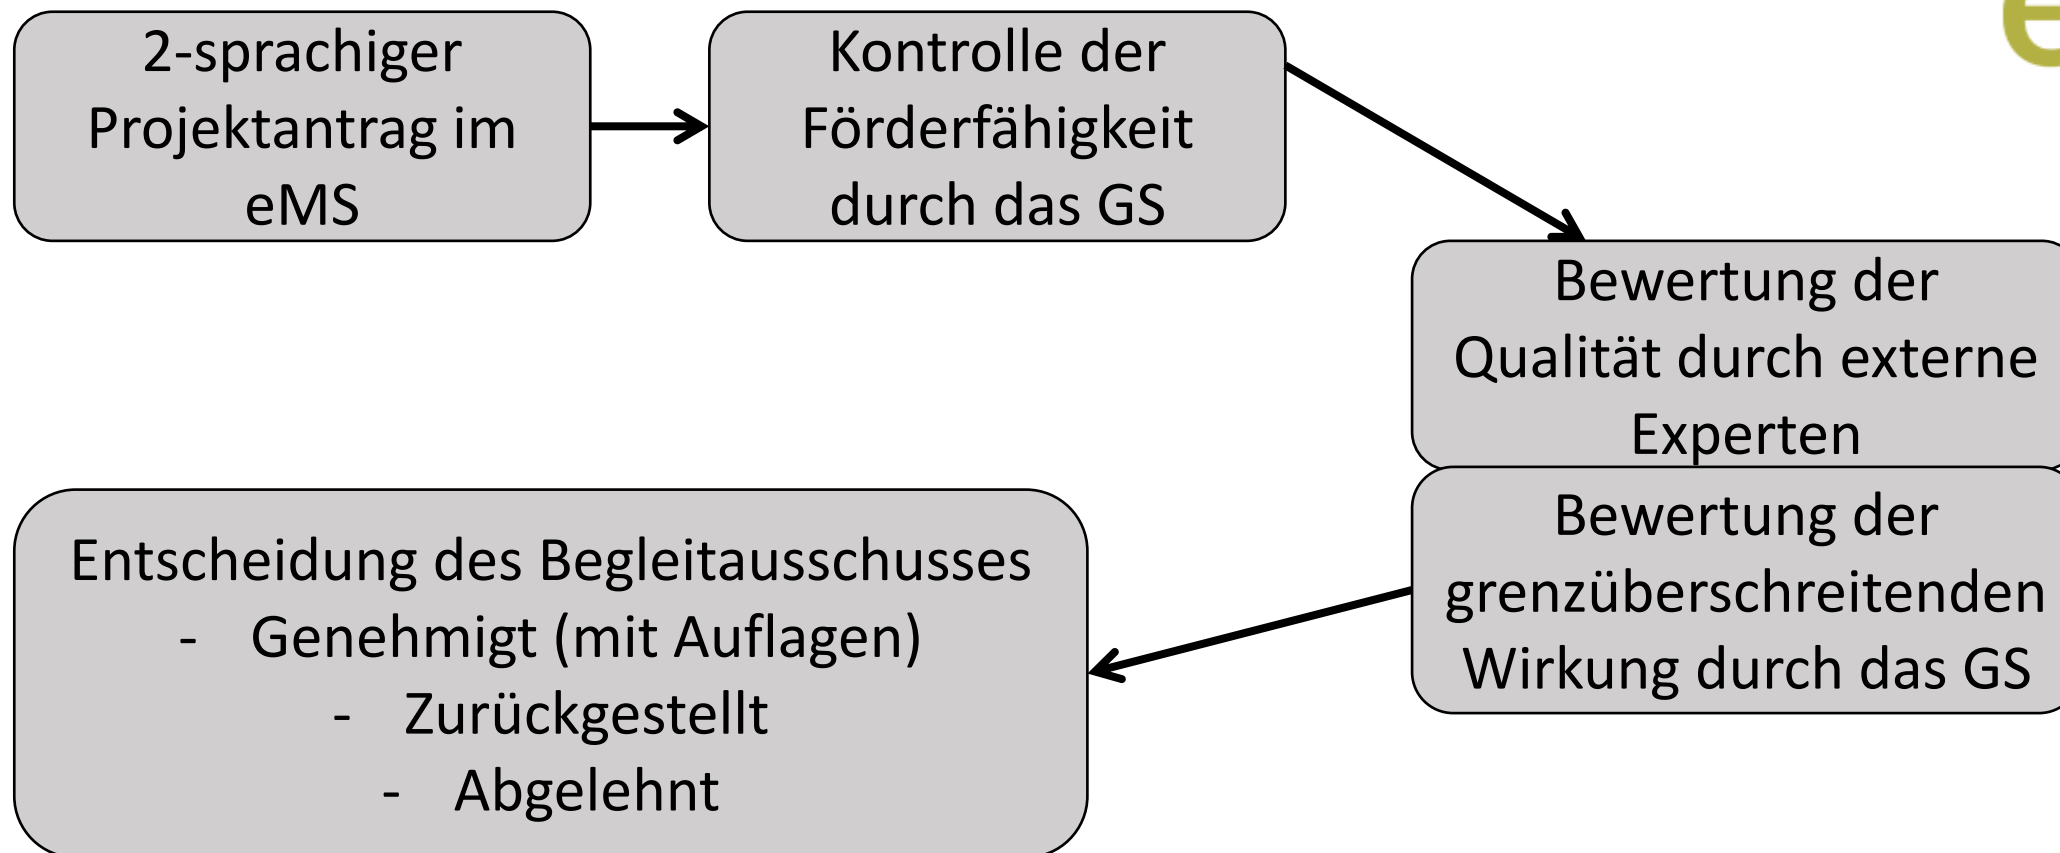 2-sprachiger
Projektantrag im
eMS
Kontrolle der
Förderfähigkeit
durch das GS
e
Bewertung der
Qualität durch externe
Experten
Bewertung der
grenzüberschreitenden
Wirkung durch das GS
Entscheidung des Begleitausschusses
- Genehmigt (mit Auflagen)
- Zurückgestellt
- Abgelehnt